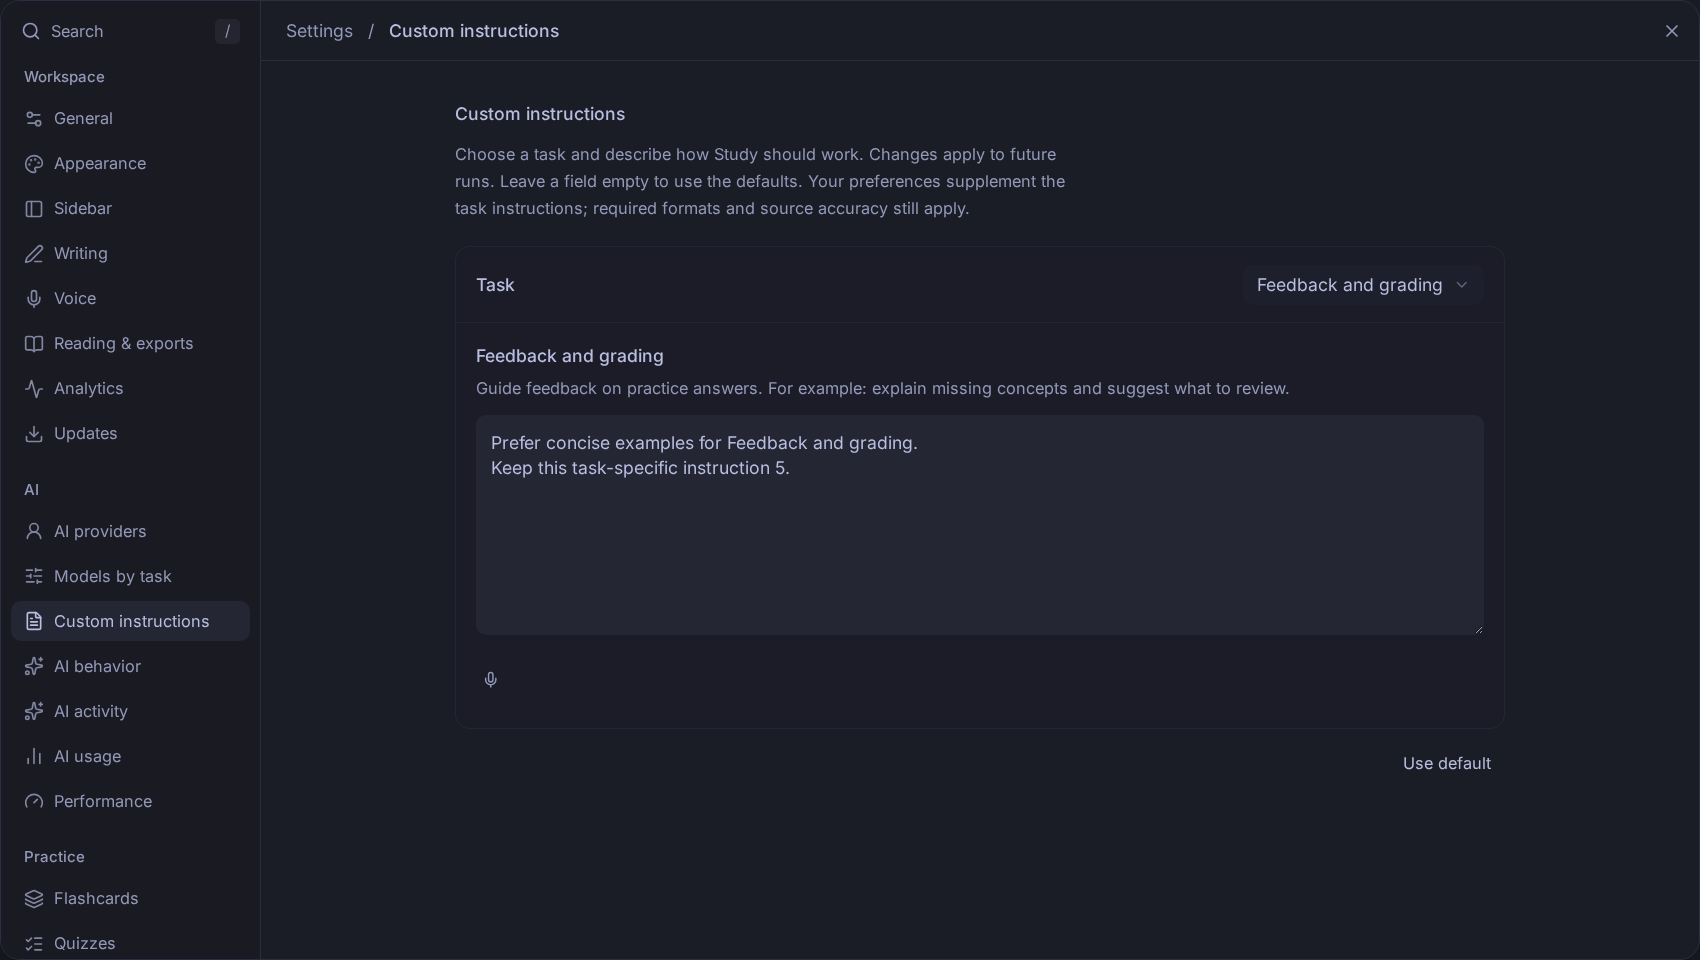 Search /
Workspace
General
Appearance
Sidebar
Writing
Voice
Reading & exports
Analytics
Updates
AI
AI providers
Models by task
Custom instructions
AI behavior
AI activity
AI usage
Performance
Practice
Flashcards
Quizzes
Settings / Custom instructions
Custom instructions
Choose a task and describe how Study should work. Changes apply to future
runs. Leave a field empty to use the defaults. Your preferences supplement the
task instructions; required formats and source accuracy still apply.
Task Feedback and grading
Feedback and grading
Guide feedback on practice answers. For example: explain missing concepts and suggest what to review.
Prefer concise examples for Feedback and grading.
Keep this task-specific instruction 5.
Use default